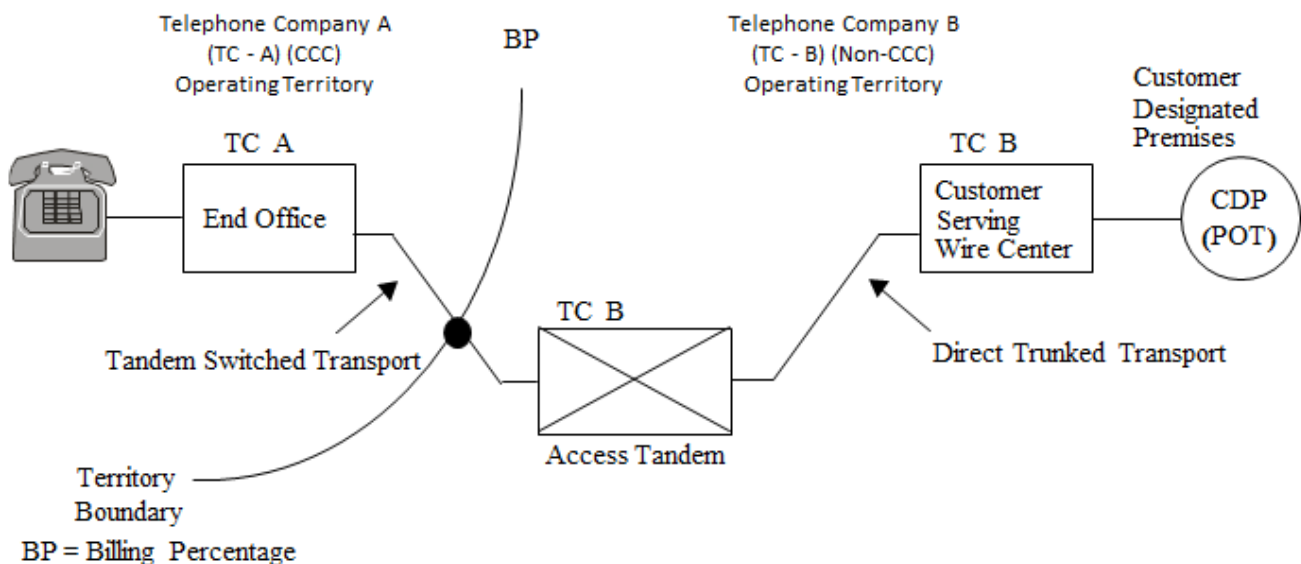 Telephone Company A
(TC - A) (CCC)
Operating Territory
BP
Telephone Company B
(TC - B) (Non-CCC)
Operating Territory
Customer
Designated
Premises
TC A
End Office
TC B
Customer
Serving
Wire Center
CDP
(POT)
Tandem Switched Transport
TC B
Access Tandem
Direct Trunked Transport
Territory
Boundary
BP = Billing Percentage